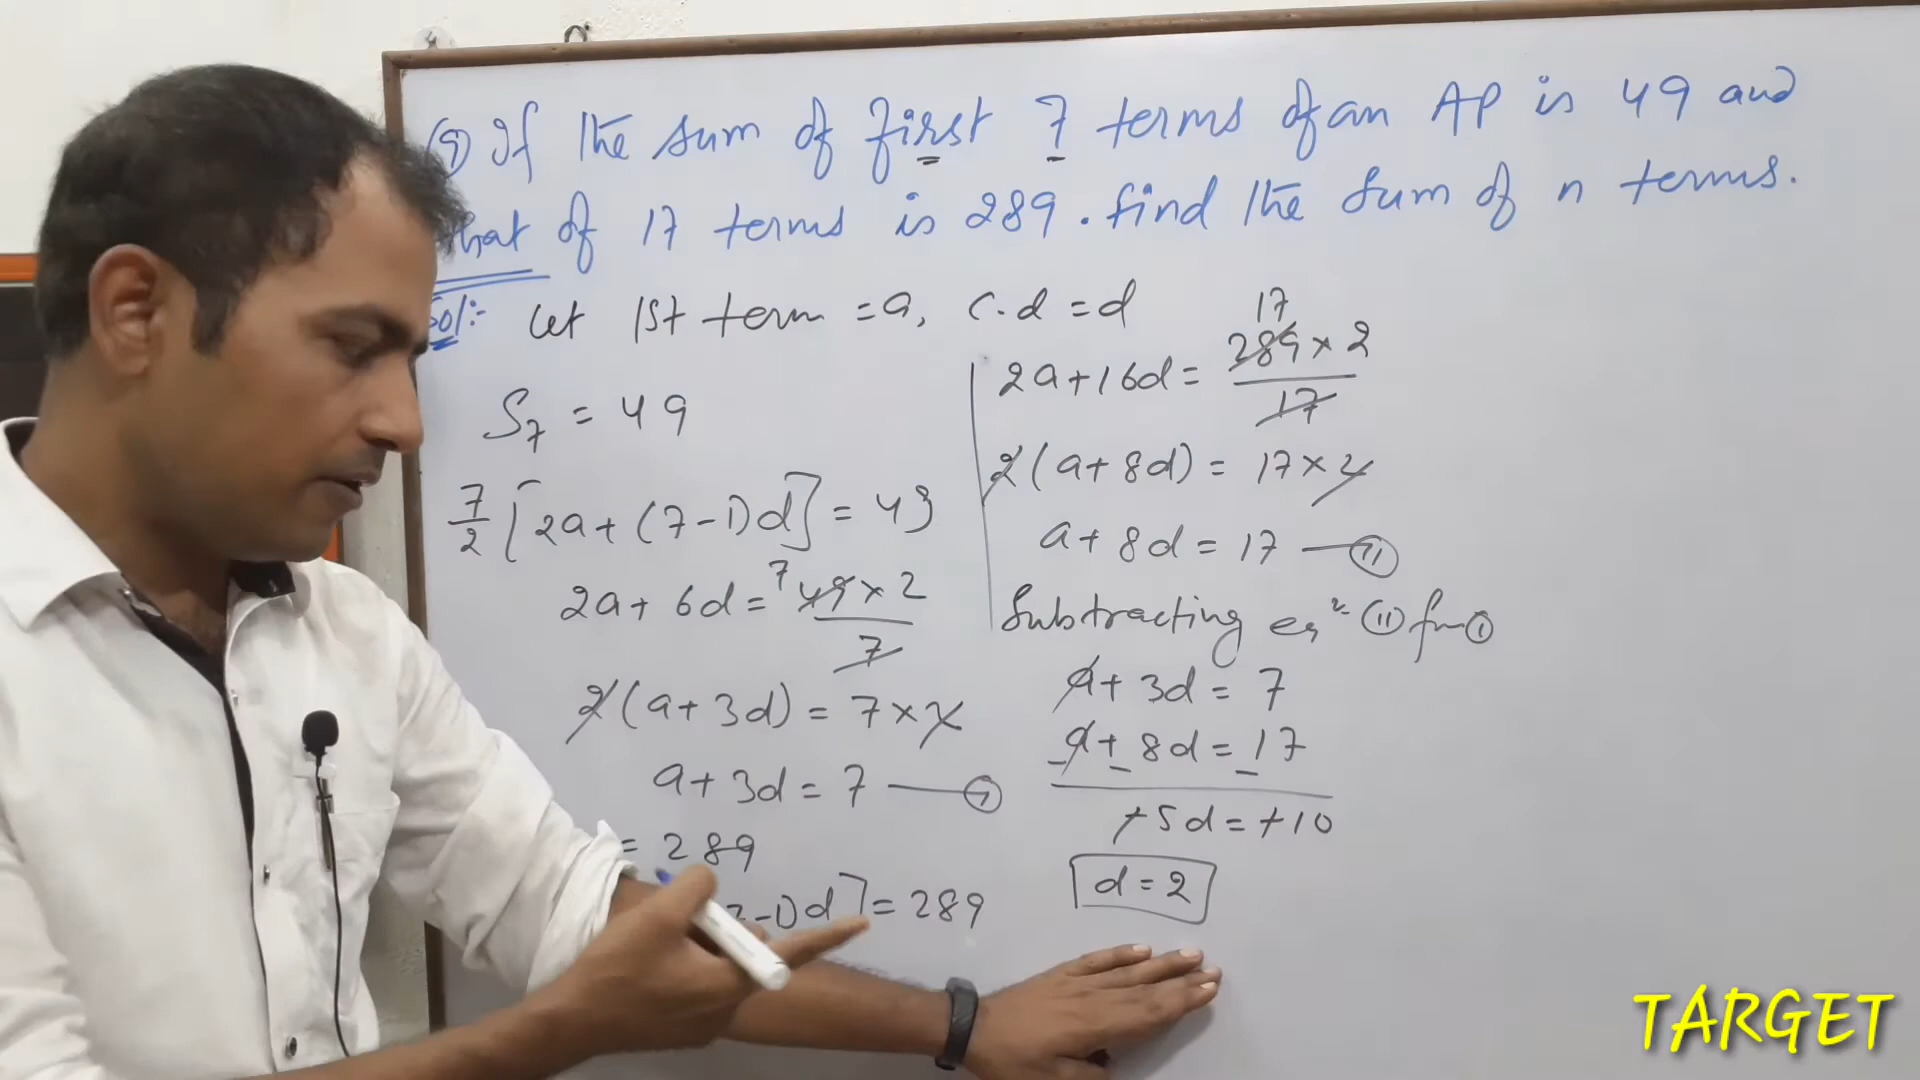 (9) If the sum of first 7 terms of an AP is 49 and
that of 17 terms is 289. find the sum of n terms.
Sol:- Let 1st term = a, C.d = d
S₇ = 49
7/2 [2a + (7-1)d] = 49
2a + 6d = 7 49 × 2 / 7
2(a + 3d) = 7 × 2
a + 3d = 7 — (1)
= 289
-1)d] = 289
17
2a + 16d = 289 × 2 / 17
2(a + 8d) = 17 × 2
a + 8d = 17 — (11)
Subtracting eqⁿ (11) from (1)
a + 3d = 7
a + 8d = 17
- - -
+5d = +10
d = 2
TARGET